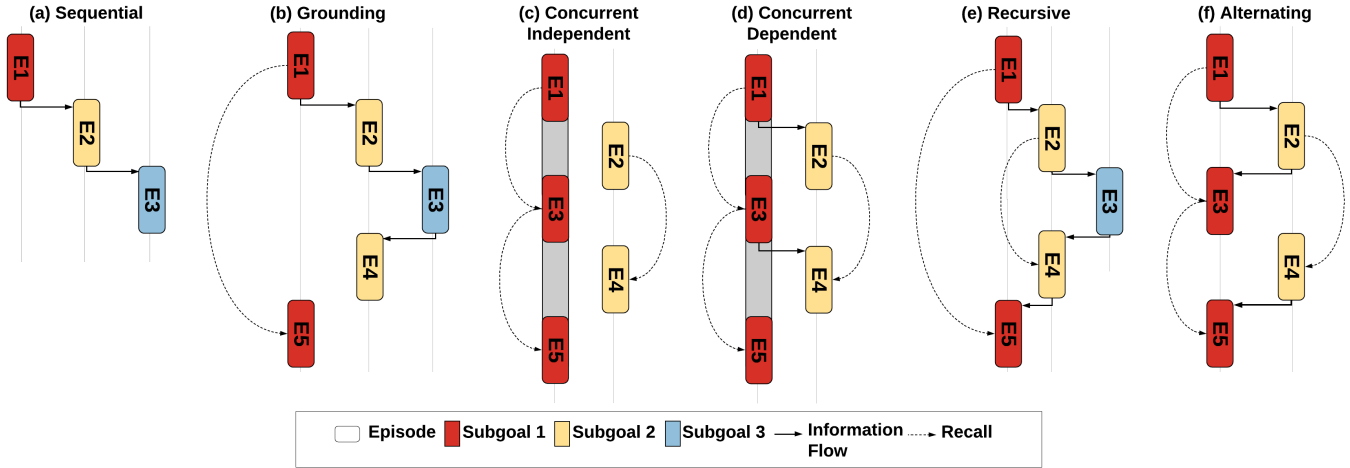 (a) Sequential
E1
E2
E3
(b) Grounding
E1
E2
E3
E4
E5
(c) Concurrent
Independent
E1
E2
E3
E4
E5
(d) Concurrent
Dependent
E1
E2
E3
E4
E5
(e) Recursive
E1
E2
E3
E4
E5
(f) Alternating
E1
E2
E3
E4
E5
Episode
Subgoal 1
Subgoal 2
Subgoal 3
Information
Flow
Recall